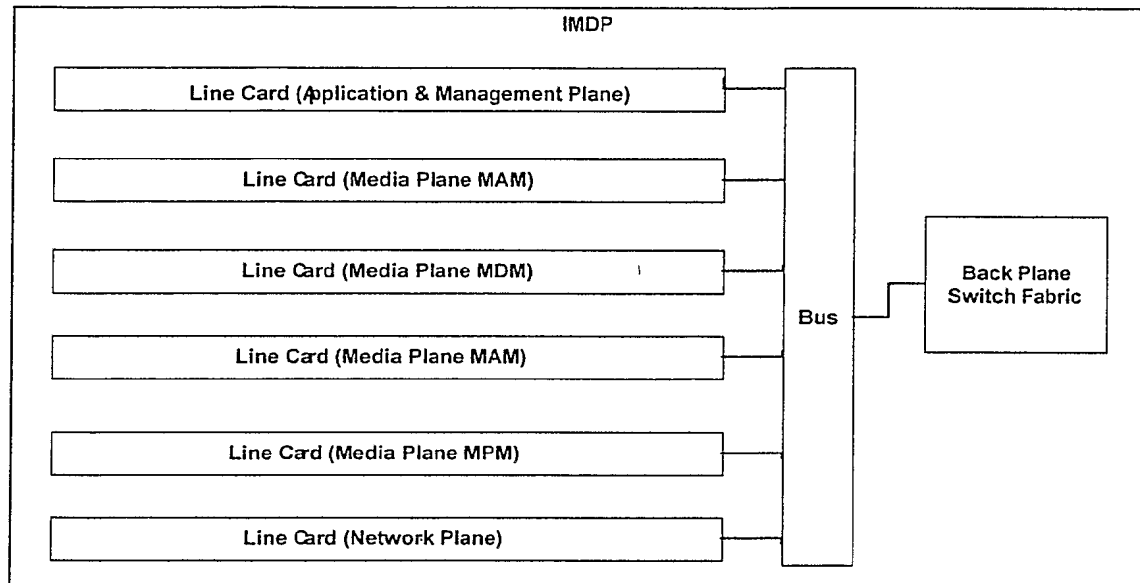 IMDP
Line Card (Application & Management Plane)
Line Card (Media Plane MAM)
Line Card (Media Plane MDM)
Line Card (Media Plane MAM)
Line Card (Media Plane MPM)
Line Card (Network Plane)
Bus
Back Plane
Switch Fabric